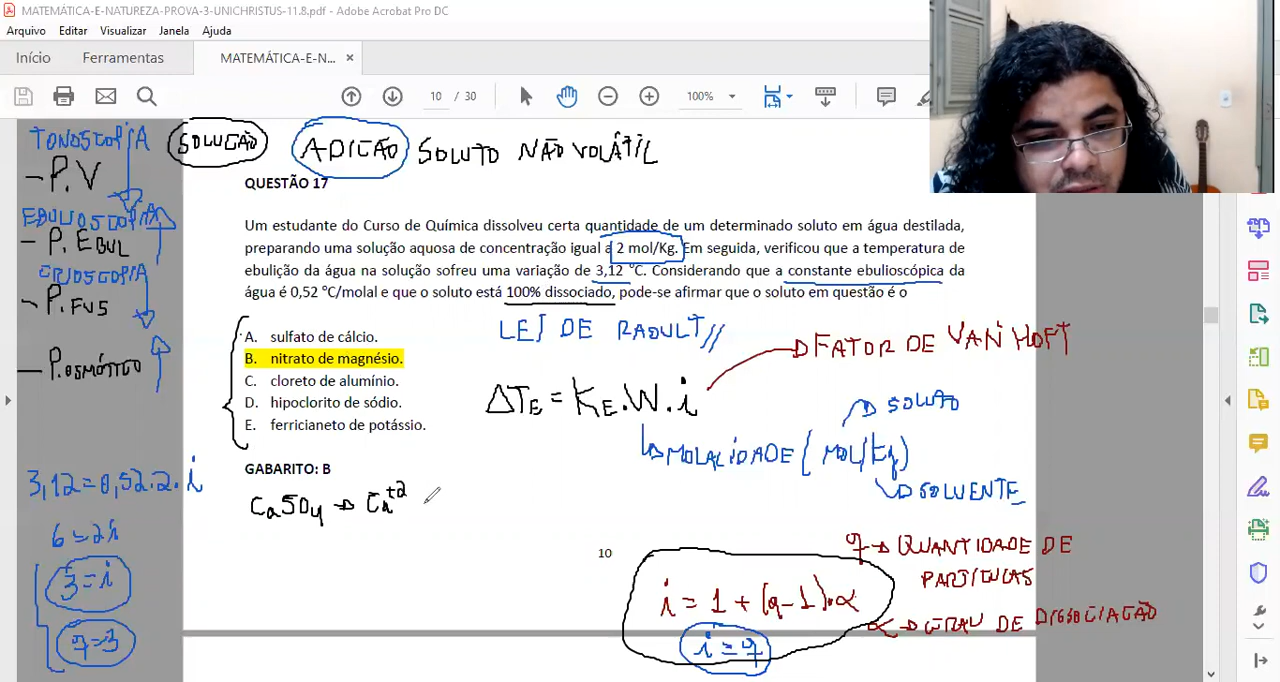 MATEMÁTICA-E-NATUREZA-PROVA-3-UNICHRISTUS-11.8.pdf - Adobe Acrobat Pro DC
Arquivo Editar Visualizar Janela Ajuda
Início Ferramentas MATEMÁTICA-E-N... ×
10 / 30 100%
TONOSCOPIA
- P.V
EBULIOSCOPIA
- P. EBUL
CRIOSCOPIA
- P. FUS
- P. OSMÓTICO
3,12 = 0,52.2.i
6 = 2i
3 = i
q = 3
SOLUÇÃO ADIÇÃO SOLUTO NÃO VOLÁTIL
QUESTÃO 17
Um estudante do Curso de Química dissolveu certa quantidade de um determinado soluto em água destilada,
preparando uma solução aquosa de concentração igual a 2 mol/Kg. Em seguida, verificou que a temperatura de
ebulição da água na solução sofreu uma variação de 3,12 °C. Considerando que a constante ebulioscópica da
água é 0,52 °C/molal e que o soluto está 100% dissociado, pode-se afirmar que o soluto em questão é o
A. sulfato de cálcio.
B. nitrato de magnésio.
C. cloreto de alumínio.
D. hipoclorito de sódio.
E. ferricianeto de potássio.
GABARITO: B
CaSO4 → Ca+2
LEI DE RAOULT //
→ FATOR DE VAN'HOFT
ΔTE = KE.W.i
→ SOLUTO
→ MOLALIDADE (MOL/Kg)
→ SOLVENTE
10
q → QUANTIDADE DE
PARTÍCULAS
i = 1 + (q-1).α
α → GRAU DE DISSOCIAÇÃO
i = q